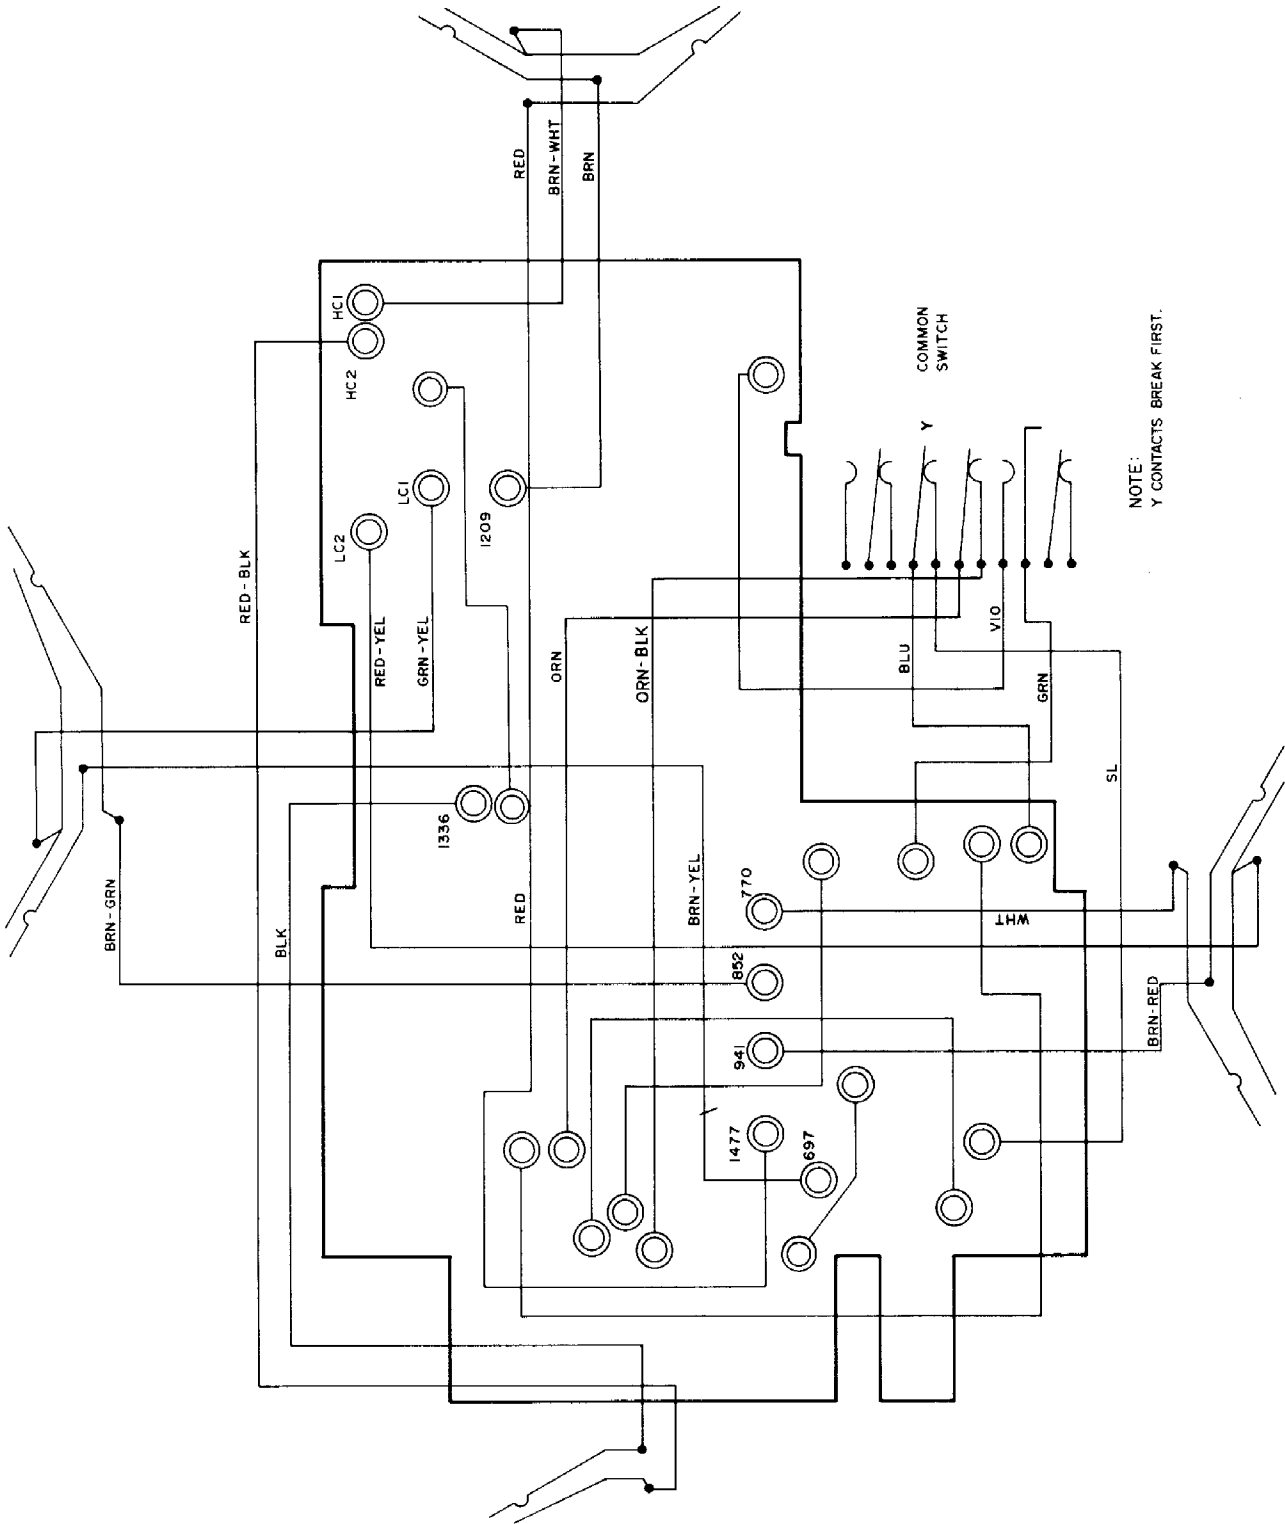 RED
BRN-WHT
BRN
HC1
HC2
LC1
LC2
1209
RED-BLK
RED-YEL
GRN-YEL
ORN
ORN-BLK
COMMON
SWITCH
Y
NOTE:
Y CONTACTS BREAK FIRST.
BLU
VIO
GRN
SL
1336
BRN-GRN
BLK
RED
BRN-YEL
770
WHT
852
941
BRN-RED
1477
697